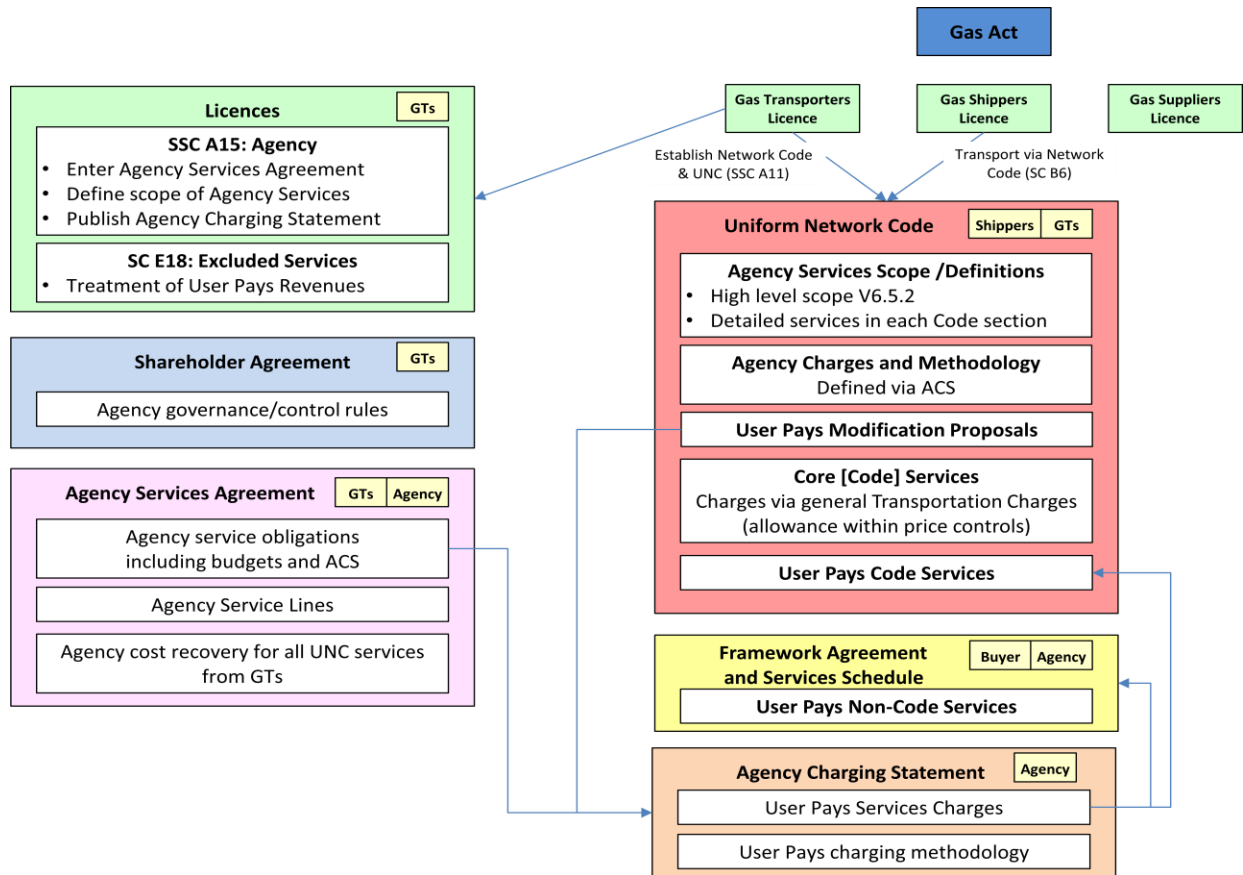 Gas Act
Gas Transporters
Licence
Gas Shippers
Licence
Gas Suppliers
Licence
Establish Network Code
& UNC (SSC A11)
Transport via Network
Code (SC B6)
Licences
GTs
SSC A15: Agency
• Enter Agency Services Agreement
• Define scope of Agency Services
• Publish Agency Charging Statement
SC E18: Excluded Services
• Treatment of User Pays Revenues
Shareholder Agreement
GTs
Agency governance/control rules
Agency Services Agreement
GTs
Agency
Agency service obligations
including budgets and ACS
Agency Service Lines
Agency cost recovery for all UNC services
from GTs
Uniform Network Code
Shippers
GTs
Agency Services Scope /Definitions
• High level scope V6.5.2
• Detailed services in each Code section
Agency Charges and Methodology
Defined via ACS
User Pays Modification Proposals
Core [Code] Services
Charges via general Transportation Charges
(allowance within price controls)
User Pays Code Services
Framework Agreement
and Services Schedule
Buyer
Agency
User Pays Non-Code Services
Agency Charging Statement
Agency
User Pays Services Charges
User Pays charging methodology